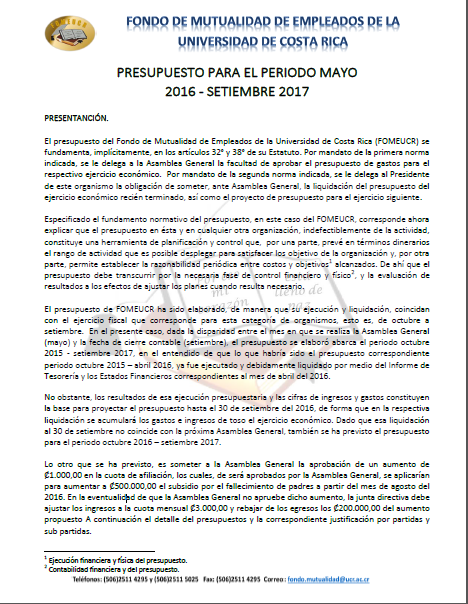 FONDO DE MUTUALIDAD DE EMPLEADOS DE LA
UNIVERSIDAD DE COSTA RICA
PRESUPUESTO PARA EL PERIODO MAYO
2016 - SETIEMBRE 2017
PRESENTANCIÓN.
El presupuesto del Fondo de Mutualidad de Empleados de la Universidad de Costa Rica (FOMEUCR) se
fundamenta, implícitamente, en los artículos 32° y 38° de su Estatuto. Por mandato de la primera norma
indicada, se le delega a la Asamblea General la facultad de aprobar el presupuesto de gastos para el
respectivo ejercicio económico. Por mandato de la segunda norma indicada, se le delega al Presidente
de este organismo la obligación de someter, ante Asamblea General, la liquidación del presupuesto del
ejercicio económico recién terminado, así como el proyecto de presupuesto para el ejercicio siguiente.
Especificado el fundamento normativo del presupuesto, en este caso del FOMEUCR, corresponde ahora
explicar que el presupuesto en ésta y en cualquier otra organización, indefectiblemente de la actividad,
constituye una herramienta de planificación y control que, por una parte, prevé en términos dinerarios
el rango de actividad que es posible desplegar para satisfacer los objetivo de la organización y, por otra
parte, permite establecer la razonabilidad periódica entre costos y objetivos¹ alcanzados. De ahí que el
presupuesto debe transcurrir por la necesaria fase de control financiero y físico², y la evaluación de
resultados a los efectos de ajustar los planes cuando resulta necesario.
mi lleno de
corazón paz
El presupuesto de FOMEUCR ha sido elaborado, de manera que su ejecución y liquidación, coincidan
con el ejercicio fiscal que corresponde para esta categoría de organismos, esto es, de octubre a
setiembre. En el presente caso, dada la disparidad entre el mes en que se realiza la Asamblea General
(mayo) y la fecha de cierre contable (setiembre), el presupuesto se elaboró abarca el periodo octubre
2015 - setiembre 2017, en el entendido de que lo que habría sido el presupuesto correspondiente
periodo octubre 2015 – abril 2016, ya fue ejecutado y debidamente liquidado por medio del Informe de
Tesorería y los Estados Financieros correspondientes al mes de abril del 2016.
No obstante, los resultados de esa ejecución presupuestaria y las cifras de ingresos y gastos constituyen
la base para proyectar el presupuesto hasta el 30 de setiembre del 2016, de forma que en la respectiva
liquidación se acumulará los gastos e ingresos de toso el ejercicio económico. Dado que esa liquidación
al 30 de setiembre no coincide con la próxima Asamblea General, también se ha previsto el presupuesto
para el periodo octubre 2016 – setiembre 2017.
Lo otro que se ha previsto, es someter a la Asamblea General la aprobación de un aumento de
₡1.000,00 en la cuota de afiliación, los cuales, de será aprobados por la Asamblea General, se aplicarían
para aumentar a ₡500.000,00 el subsidio por el fallecimiento de padres a partir del mes de agosto del
2016. En la eventualidad de que la Asamblea General no apruebe dicho aumento, la junta directiva debe
ajustar los ingresos a la cuota mensual ₡3.000,00 y rebajar de los egresos los ₡200.000,00 del aumento
propuesto A continuación el detalle del presupuestos y la correspondiente justificación por partidas y
sub partidas.
¹ Ejecución financiera y física del presupuesto.
² Contabilidad financiera y del presupuesto.
Teléfonos: (506)2511 4295 y (506)2511 5025 Fax: (506)2511 4295 Correo: fondo.mutualidad@ucr.ac.cr